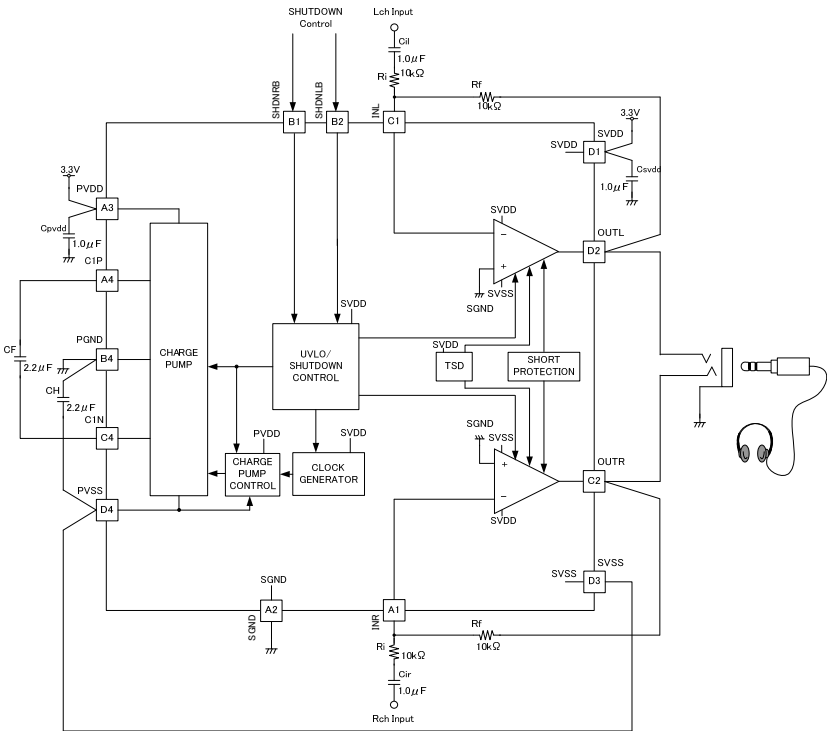 SHUTDOWN
Control
Lch Input
Cil
1.0μF
Ri
10kΩ
Rf
10kΩ
SHDNRB
B1
SHDNLB
B2
INL
C1
3.3V
SVDD
SVDD
D1
Csvdd
1.0μF
3.3V
PVDD
A3
Cpvdd
1.0μF
C1P
A4
SVDD
−
+
SGND
SVSS
OUTL
D2
PGND
B4
CF
2.2μF
CH
2.2μF
C1N
C4
CHARGE
PUMP
SVDD
UVLO/
SHUTDOWN
CONTROL
SVDD
TSD
SHORT
PROTECTION
PVDD
CHARGE
PUMP
CONTROL
SVDD
CLOCK
GENERATOR
SGND
SVSS
+
−
SVDD
OUTR
C2
PVSS
D4
SVSS
SVSS
D3
SGND
SGND
A2
INR
A1
Ri
10kΩ
Rf
10kΩ
Cir
1.0μF
Rch Input